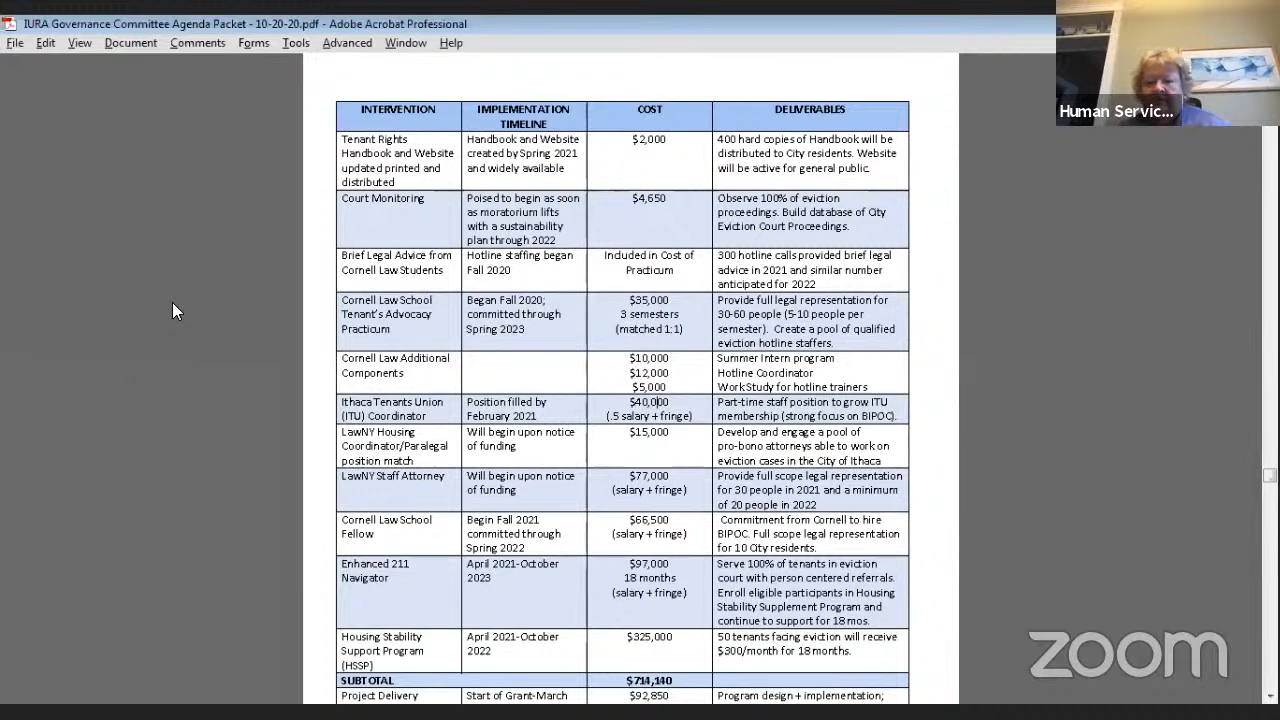 IURA Governance Committee Agenda Packet - 10-20-20.pdf - Adobe Acrobat Professional
File Edit View Document Comments Forms Tools Advanced Window Help
Human Servic...
INTERVENTION IMPLEMENTATION TIMELINE COST DELIVERABLES
Tenant Rights Handbook and Website updated printed and distributed
Handbook and Website created by Spring 2021 and widely available
$2,000
400 hard copies of Handbook will be distributed to City residents. Website will be active for general public.
Court Monitoring
Poised to begin as soon as moratorium lifts with a sustainability plan through 2022
$4,650
Observe 100% of eviction proceedings. Build database of City Eviction Court Proceedings.
Brief Legal Advice from Cornell Law Students
Hotline staffing began Fall 2020
Included in Cost of Practicum
300 hotline calls provided brief legal advice in 2021 and similar number anticipated for 2022
Cornell Law School Tenant's Advocacy Practicum
Began Fall 2020; committed through Spring 2023
$35,000
3 semesters
(matched 1:1)
Provide full legal representation for 30-60 people (5-10 people per semester). Create a pool of qualified eviction hotline staffers.
Cornell Law Additional Components
$10,000
$12,000
$5,000
Summer Intern program
Hotline Coordinator
Work Study for hotline trainers
Ithaca Tenants Union (ITU) Coordinator
Position filled by February 2021
$40,000
(.5 salary + fringe)
Part-time staff position to grow ITU membership (strong focus on BIPOC).
LawNY Housing Coordinator/Paralegal position match
Will begin upon notice of funding
$15,000
Develop and engage a pool of pro-bono attorneys able to work on eviction cases in the City of Ithaca
LawNY Staff Attorney
Will begin upon notice of funding
$77,000
(salary + fringe)
Provide full scope legal representation for 30 people in 2021 and a minimum of 20 people in 2022
Cornell Law School Fellow
Begin Fall 2021 committed through Spring 2022
$66,500
(salary + fringe)
Commitment from Cornell to hire BIPOC. Full scope legal representation for 10 City residents.
Enhanced 211 Navigator
April 2021-October 2023
$97,000
18 months
(salary + fringe)
Serve 100% of tenants in eviction court with person centered referrals. Enroll eligible participants in Housing Stability Supplement Program and continue to support for 18 mos.
Housing Stability Support Program (HSSP)
April 2021-October 2022
$325,000
50 tenants facing eviction will receive $300/month for 18 months.
SUBTOTAL $714,140
Project Delivery Start of Grant-March $92,850 Program design + implementation;
zoom